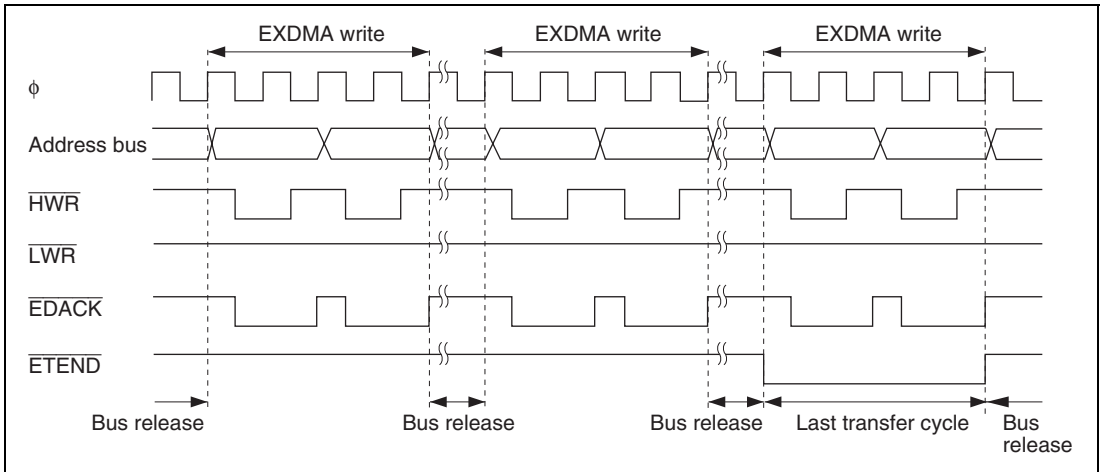 EXDMA write EXDMA write EXDMA write
ϕ
Address bus
HWR
LWR
EDACK
ETEND
Bus release Bus release Bus release Last transfer cycle Bus
release